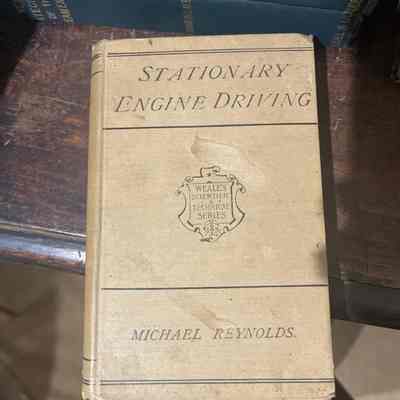 STATIONARY
ENGINE DRIVING
WEALE'S
SCIENTIFIC
& TECHNICAL
SERIES
MICHAEL REYNOLDS.